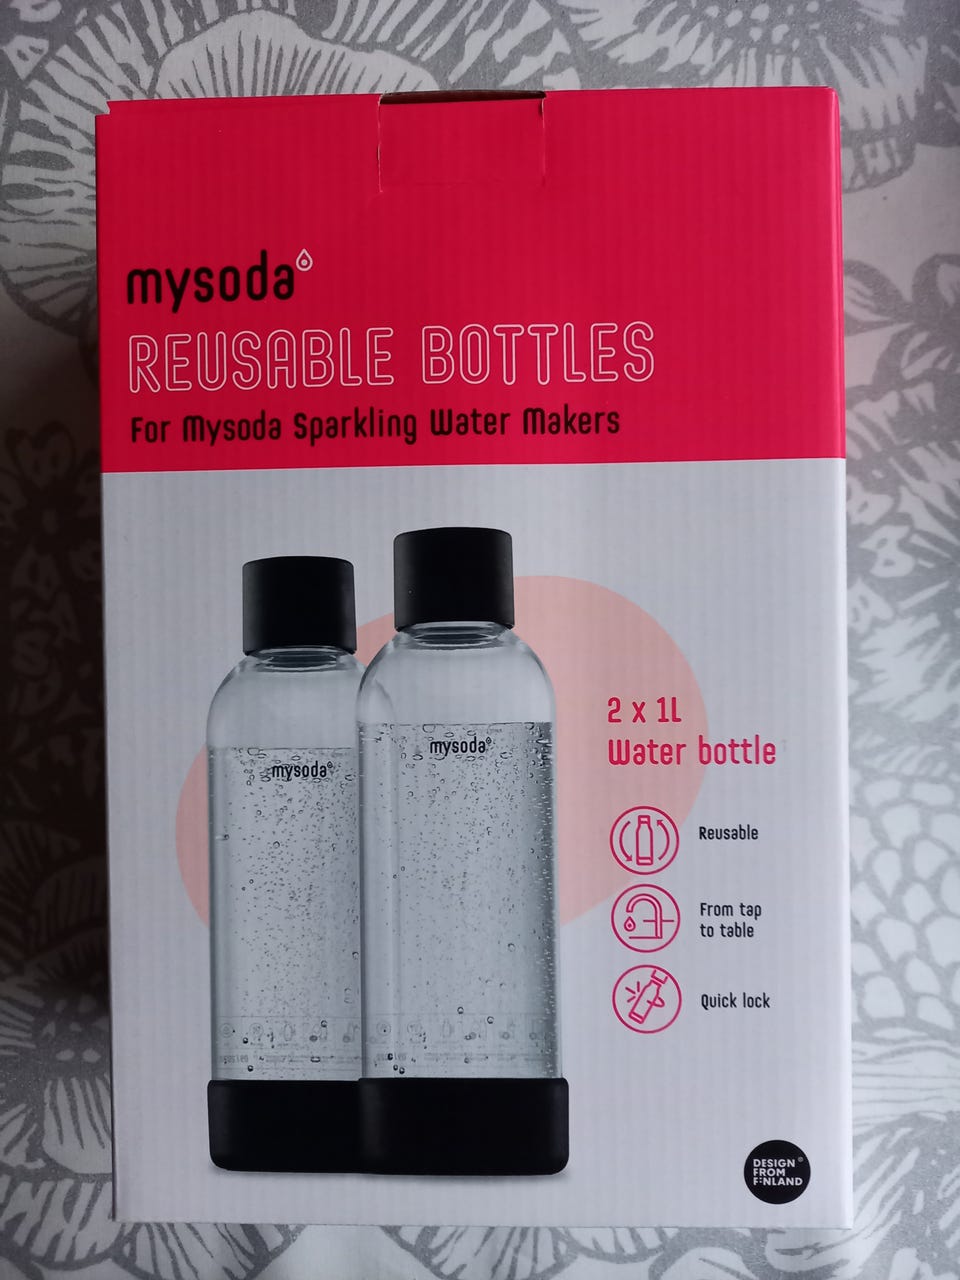 mysoda
REUSABLE BOTTLES
For Mysoda Sparkling Water Makers
mysoda
mysoda
2 x 1L
Water bottle
Reusable
From tap
to table
Quick lock
DESIGN
FROM
FINLAND